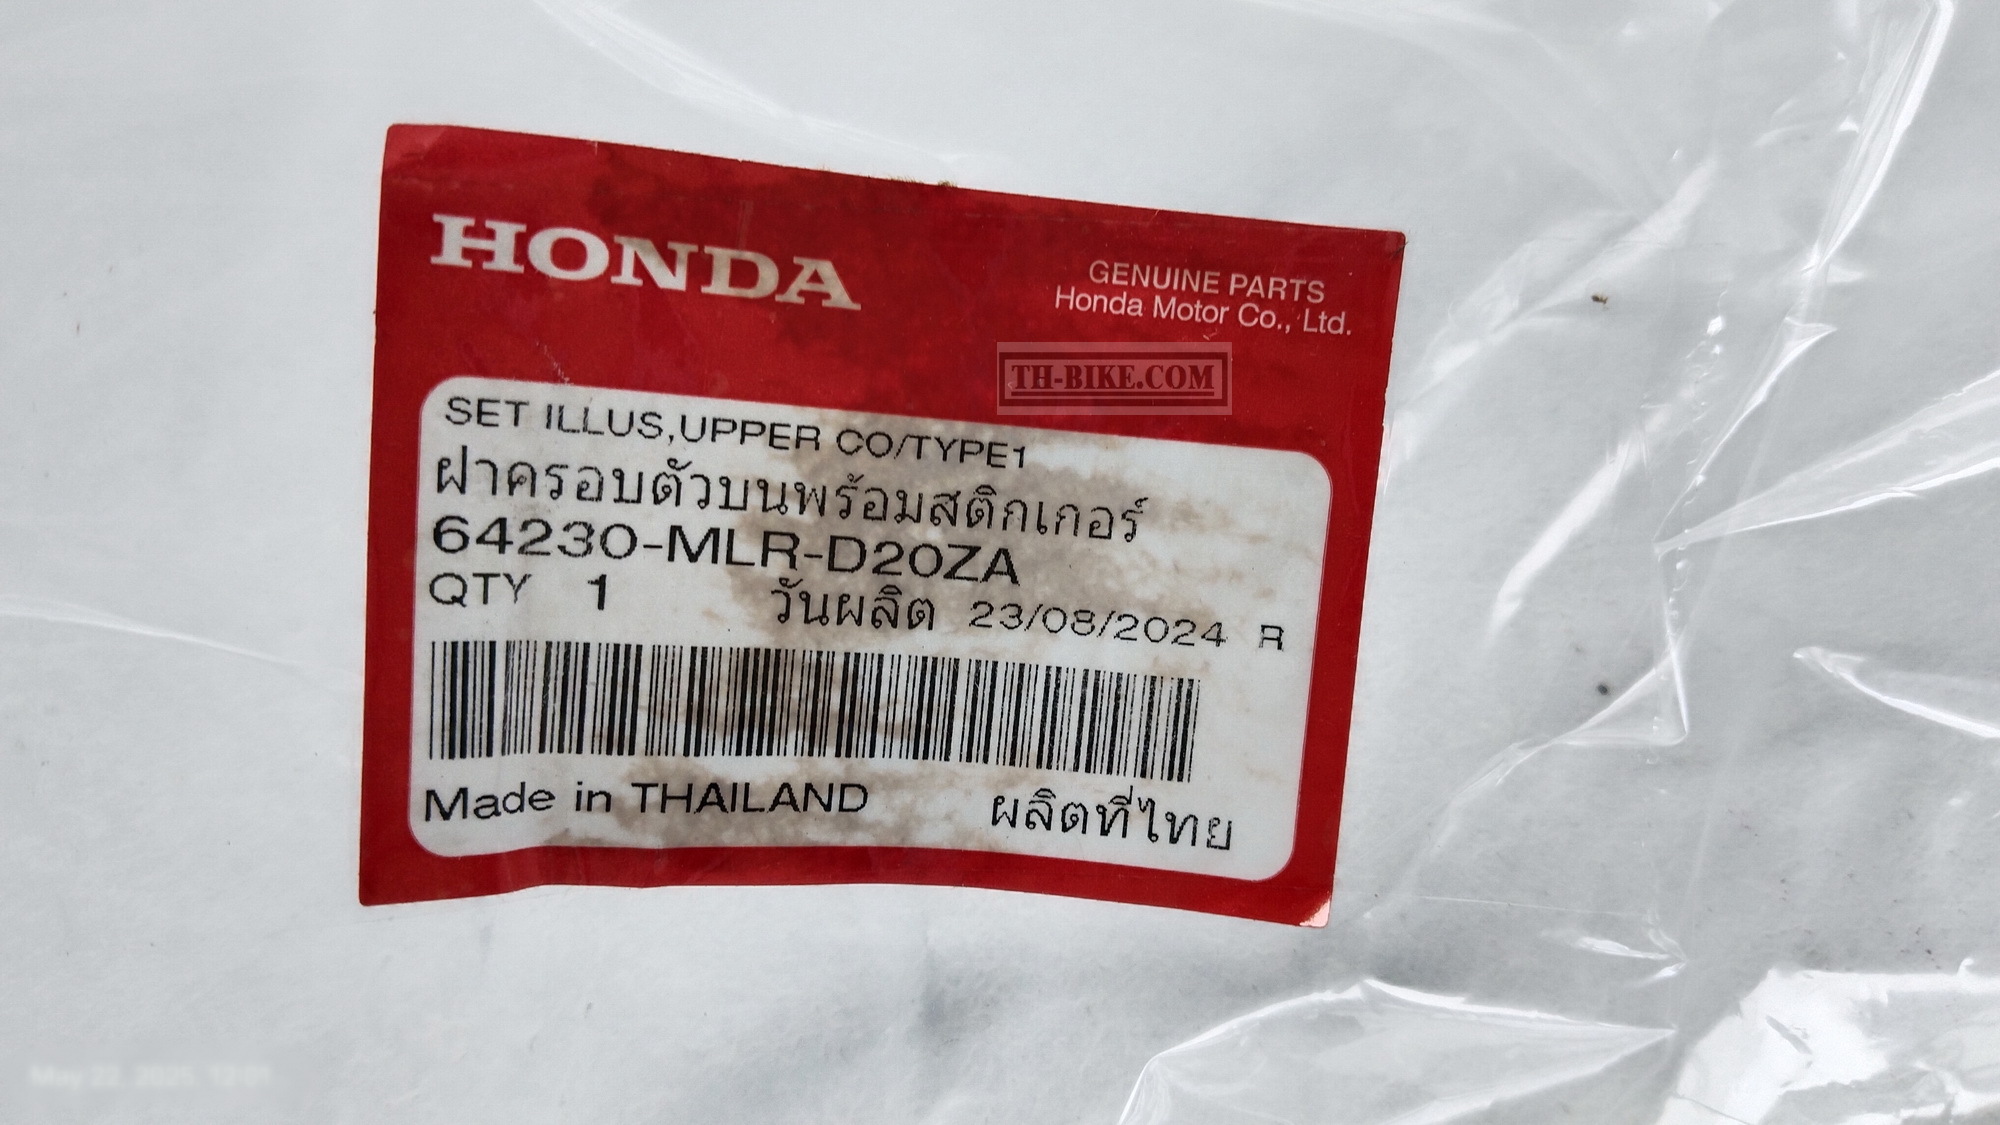 HONDA
GENUINE PARTS
Honda Motor Co., Ltd.
TH-BIKE.COM
SET ILLUS,UPPER CO/TYPE1
ฝาครอบตัวบนพร้อมสติกเกอร์
64230-MLR-D20ZA
QTY 1 วันผลิต 23/08/2024 R
Made in THAILAND ผลิตที่ไทย